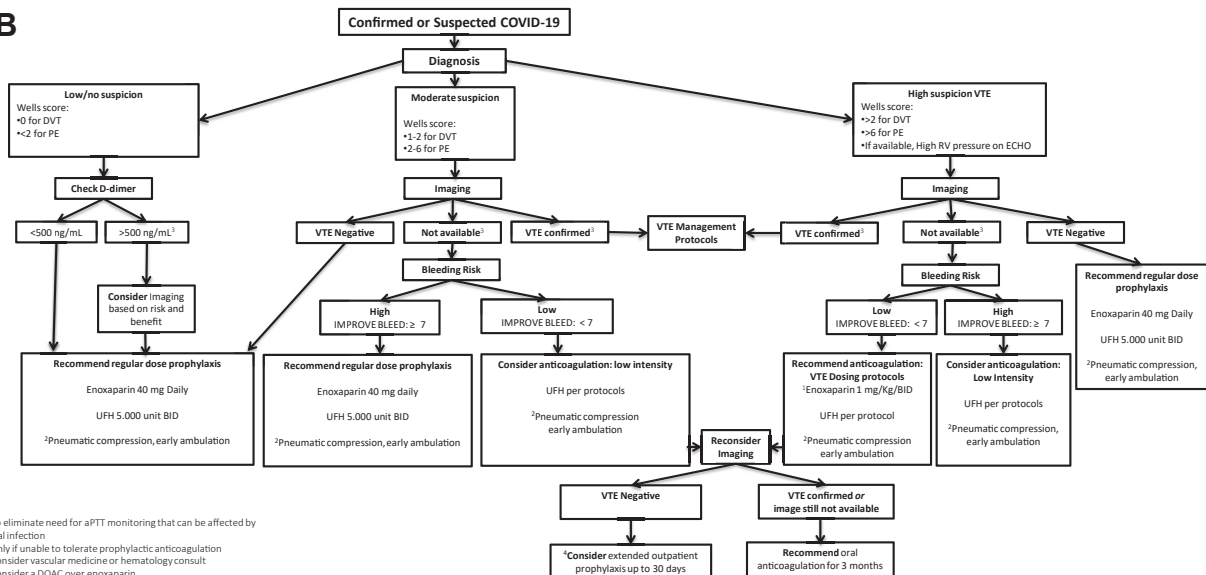 B
Confirmed or Suspected COVID-19
Diagnosis
Low/no suspicion
Wells score:
•0 for DVT
•<2 for PE
Moderate suspicion
Wells score:
•1-2 for DVT
•2-6 for PE
High suspicion VTE
Wells score:
•>2 for DVT
•>6 for PE
•If available, High RV pressure on ECHO
Check D-dimer
Imaging
Imaging
<500 ng/mL
>500 ng/mL³
VTE Negative
Not available³
VTE confirmed³
VTE Management
Protocols
VTE confirmed³
Not available³
VTE Negative
Bleeding Risk
Bleeding Risk
Consider Imaging
based on risk and
benefit
High
IMPROVE BLEED: ≥ 7
Low
IMPROVE BLEED: < 7
Low
IMPROVE BLEED: < 7
High
IMPROVE BLEED: ≥ 7
Recommend regular dose
prophylaxis
Enoxaparin 40 mg Daily
UFH 5.000 unit BID
²Pneumatic compression,
early ambulation
Recommend regular dose prophylaxis
Enoxaparin 40 mg Daily
UFH 5.000 unit BID
²Pneumatic compression, early ambulation
Recommend regular dose prophylaxis
Enoxaparin 40 mg daily
UFH 5.000 unit BID
²Pneumatic compression, early ambulation
Consider anticoagulation: low intensity
UFH per protocols
²Pneumatic compression
early ambulation
Recommend anticoagulation:
VTE Dosing protocols
¹Enoxaparin 1 mg/Kg/BID
UFH per protocol
²Pneumatic compression
early ambulation
Consider anticoagulation:
Low Intensity
UFH per protocols
²Pneumatic compression,
early ambulation
Reconsider
Imaging
VTE Negative
VTE confirmed or
image still not available
⁴Consider extended outpatient
prophylaxis up to 30 days
Recommend oral
anticoagulation for 3 months
eliminate need for aPTT monitoring that can be affected by
infection
if unable to tolerate prophylactic anticoagulation
consider vascular medicine or hematology consult
consider a DOAC over enoxaparin